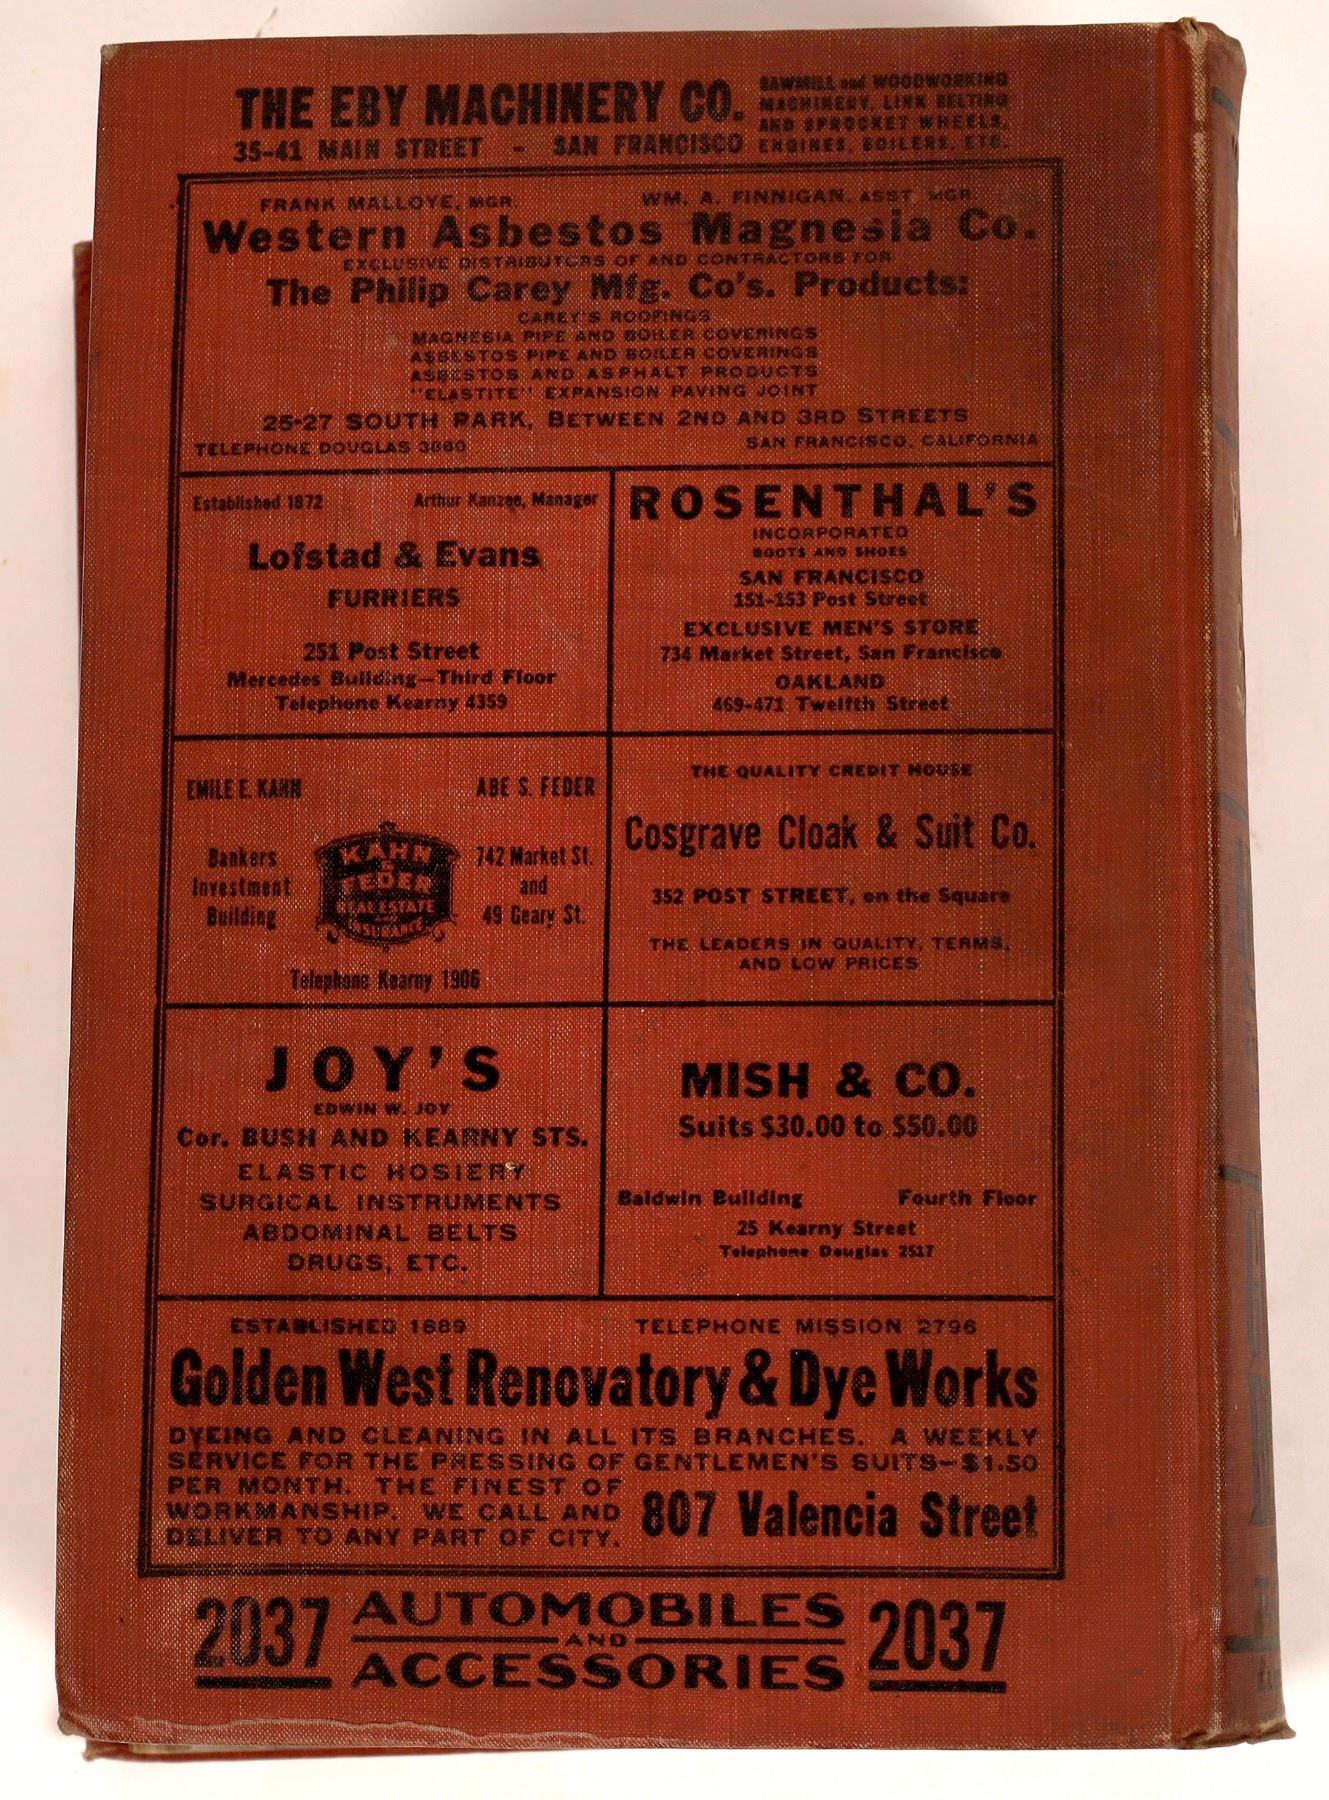 THE EBY MACHINERY CO.
35-41 MAIN STREET - SAN FRANCISCO
SAWMILL and WOODWORKING
MACHINERY, LINK BELTING
AND SPROCKET WHEELS,
ENGINES, BOILERS, ETC.
FRANK MALLOYE, MGR. WM. A. FINNIGAN, ASST. MGR.
Western Asbestos Magnesia Co.
EXCLUSIVE DISTRIBUTORS OF AND CONTRACTORS FOR
The Philip Carey Mfg. Co's. Products:
CAREY'S ROOFINGS
MAGNESIA PIPE AND BOILER COVERINGS
ASBESTOS PIPE AND BOILER COVERINGS
ASBESTOS AND ASPHALT PRODUCTS
"ELASTITE" EXPANSION PAVING JOINT
25-27 SOUTH PARK, BETWEEN 2ND AND 3RD STREETS
TELEPHONE DOUGLAS 3860 SAN FRANCISCO, CALIFORNIA
Established 1872 Arthur Kanzee, Manager
Lofstad & Evans
FURRIERS
251 Post Street
Mercedes Building—Third Floor
Telephone Kearny 4359
ROSENTHAL'S
INCORPORATED
BOOTS AND SHOES
SAN FRANCISCO
151-153 Post Street
EXCLUSIVE MEN'S STORE
734 Market Street, San Francisco
OAKLAND
469-471 Twelfth Street
EMILE E. KAHN ABE S. FEDER
Bankers
Investment
Building
KAHN
&
FEDER
REAL ESTATE
AND
INSURANCE
742 Market St.
and
49 Geary St.
Telephone Kearny 1906
THE QUALITY CREDIT HOUSE
Cosgrave Cloak & Suit Co.
352 POST STREET, on the Square
THE LEADERS IN QUALITY, TERMS,
AND LOW PRICES
JOY'S
EDWIN W. JOY
Cor. BUSH AND KEARNY STS.
ELASTIC HOSIERY
SURGICAL INSTRUMENTS
ABDOMINAL BELTS
DRUGS, ETC.
MISH & CO.
Suits $30.00 to $50.00
Baldwin Building Fourth Floor
25 Kearny Street
Telephone Douglas 2517
ESTABLISHED 1889 TELEPHONE MISSION 2796
Golden West Renovatory & Dye Works
DYEING AND CLEANING IN ALL ITS BRANCHES. A WEEKLY
SERVICE FOR THE PRESSING OF GENTLEMEN'S SUITS—$1.50
PER MONTH. THE FINEST OF
WORKMANSHIP. WE CALL AND
DELIVER TO ANY PART OF CITY.
807 Valencia Street
2037 AUTOMOBILES AND ACCESSORIES 2037